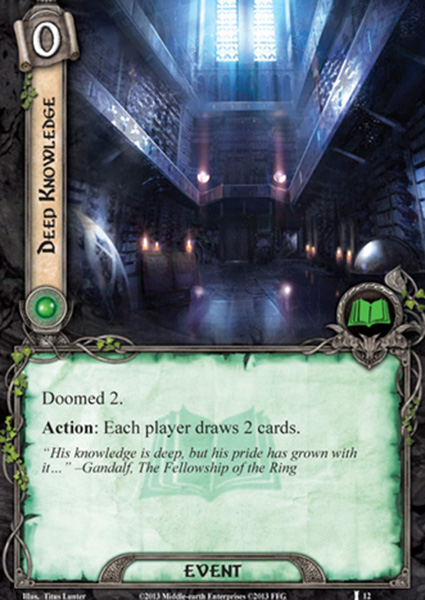 0
DEEP KNOWLEDGE
Doomed 2.
Action: Each player draws 2 cards.
“His knowledge is deep, but his pride has grown with
it…” –Gandalf, The Fellowship of the Ring
EVENT
Illus. Titus Lunter ©2013 Middle-earth Enterprises ©2013 FFG 12